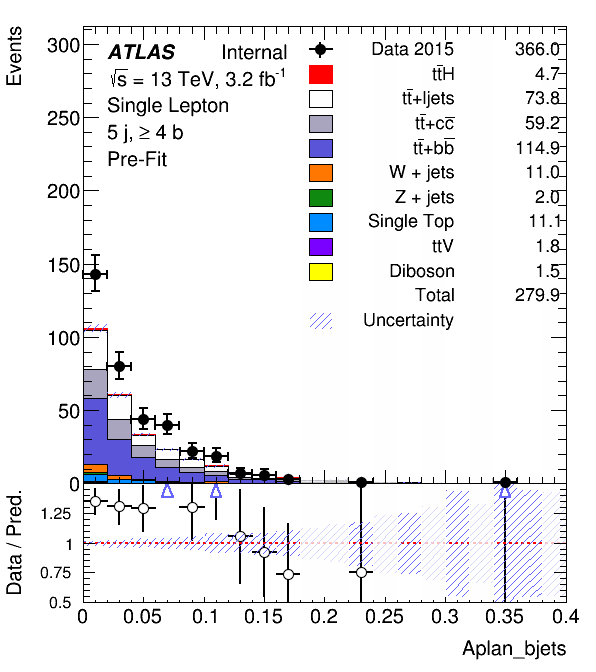 Events
300
250
200
150
100
50
0
ATLAS Internal
√s = 13 TeV, 3.2 fb⁻¹
Single Lepton
5 j, ≥ 4 b
Pre-Fit
Data 2015 366.0
tt̄H 4.7
tt̄+ljets 73.8
tt̄+cc̄ 59.2
tt̄+bb̄ 114.9
W + jets 11.0
Z + jets 2.0
Single Top 11.1
ttV 1.8
Diboson 1.5
Total 279.9
Uncertainty
Data / Pred.
1.25
1
0.75
0.5
0 0.05 0.1 0.15 0.2 0.25 0.3 0.35 0.4
Aplan_bjets